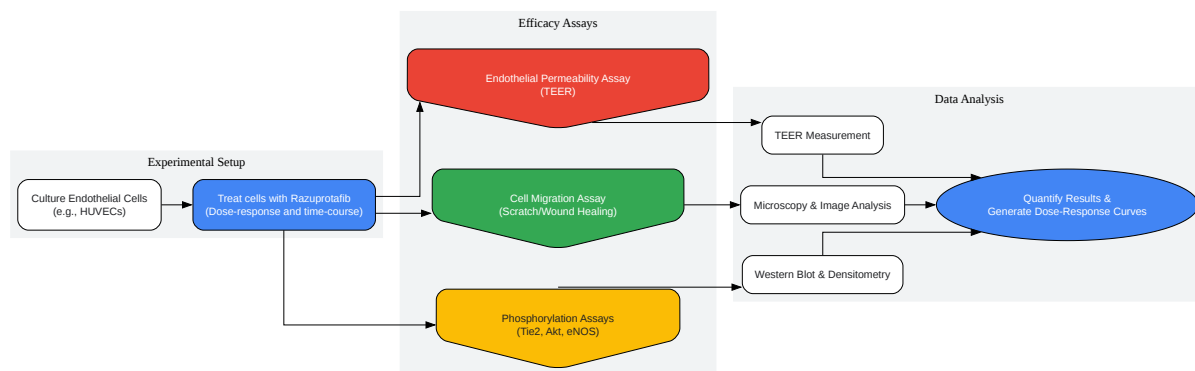 Experimental Setup
Culture Endothelial Cells
(e.g., HUVECs)
Treat cells with Razuprotafib
(Dose-response and time-course)
Efficacy Assays
Endothelial Permeability Assay
(TEER)
Cell Migration Assay
(Scratch/Wound Healing)
Phosphorylation Assays
(Tie2, Akt, eNOS)
Data Analysis
TEER Measurement
Microscopy & Image Analysis
Western Blot & Densitometry
Quantify Results &
Generate Dose-Response Curves